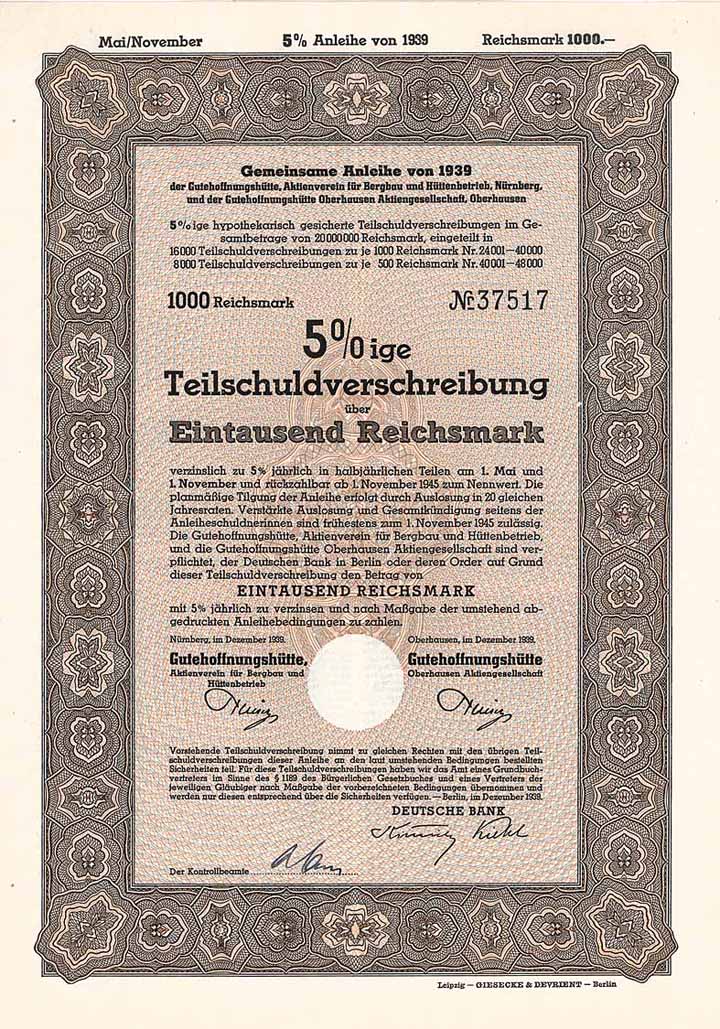 Mai/November 5% Anleihe von 1939 Reichsmark 1000.—
Gemeinsame Anleihe von 1939
der Gutehoffnungshütte, Aktienverein für Bergbau und Hüttenbetrieb, Nürnberg,
und der Gutehoffnungshütte Oberhausen Aktiengesellschaft, Oberhausen
5%ige hypothekarisch gesicherte Teilschuldverschreibungen im Ge-
samtbetrage von 20000000 Reichsmark, eingeteilt in
16000 Teilschuldverschreibungen zu je 1000 Reichsmark Nr. 24001—40000
8000 Teilschuldverschreibungen zu je 500 Reichsmark Nr. 40001—48000
1000 Reichsmark № 37517
5%ige
Teilschuldverschreibung
über
Eintausend Reichsmark
verzinslich zu 5% jährlich in halbjährlichen Teilen am 1. Mai und
1. November und rückzahlbar ab 1. November 1945 zum Nennwert. Die
planmäßige Tilgung der Anleihe erfolgt durch Auslosung in 20 gleichen
Jahresraten. Verstärkte Auslosung und Gesamtkündigung seitens der
Anleiheschuldnerinnen sind frühestens zum 1. November 1945 zulässig.
Die Gutehoffnungshütte, Aktienverein für Bergbau und Hüttenbetrieb,
und die Gutehoffnungshütte Oberhausen Aktiengesellschaft sind ver-
pflichtet, der Deutschen Bank in Berlin oder deren Order auf Grund
dieser Teilschuldverschreibung den Betrag von
EINTAUSEND REICHSMARK
mit 5% jährlich zu verzinsen und nach Maßgabe der umstehend ab-
gedruckten Anleihebedingungen zu zahlen.
Nürnberg, im Dezember 1939. Oberhausen, im Dezember 1939.
Gutehoffnungshütte, Gutehoffnungshütte
Aktienverein für Bergbau und Oberhausen Aktiengesellschaft
Hüttenbetrieb
Vorstehende Teilschuldverschreibung nimmt zu gleichen Rechten mit den übrigen Teil-
schuldverschreibungen dieser Anleihe an den laut umstehenden Bedingungen bestellten
Sicherheiten teil. Für diese Teilschuldverschreibungen haben wir das Amt eines Grundbuch-
vertreters im Sinne des § 1189 des Bürgerlichen Gesetzbuches und eines Vertreters der
jeweiligen Gläubiger nach Maßgabe der vorbezeichneten Bedingungen übernommen und
werden nur diesen entsprechend über die Sicherheiten verfügen. — Berlin, im Dezember 1939.
DEUTSCHE BANK
Der Kontrollbeamte
Leipzig — GIESECKE & DEVRIENT — Berlin